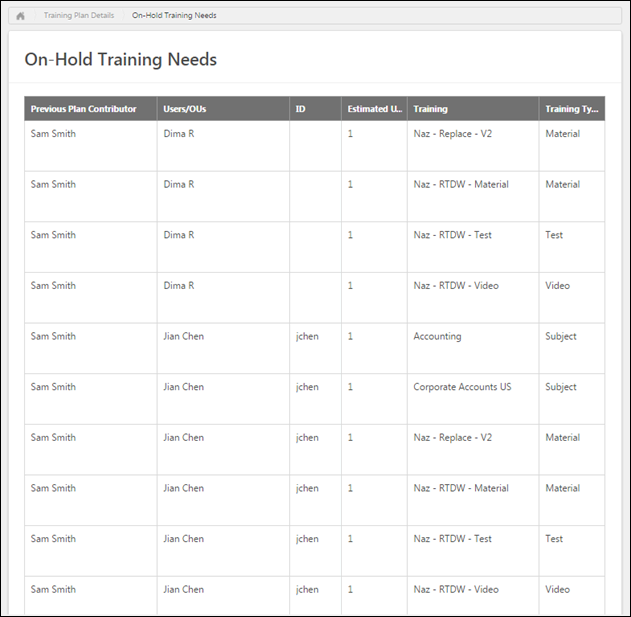 Training Plan Details On-Hold Training Needs
On-Hold Training Needs
Previous Plan Contributor Users/OUs ID Estimated U... Training Training Ty...
Sam Smith Dima R 1 Naz - Replace - V2 Material
Sam Smith Dima R 1 Naz - RTDW - Material Material
Sam Smith Dima R 1 Naz - RTDW - Test Test
Sam Smith Dima R 1 Naz - RTDW - Video Video
Sam Smith Jian Chen jchen 1 Accounting Subject
Sam Smith Jian Chen jchen 1 Corporate Accounts US Subject
Sam Smith Jian Chen jchen 1 Naz - Replace - V2 Material
Sam Smith Jian Chen jchen 1 Naz - RTDW - Material Material
Sam Smith Jian Chen jchen 1 Naz - RTDW - Test Test
Sam Smith Jian Chen jchen 1 Naz - RTDW - Video Video